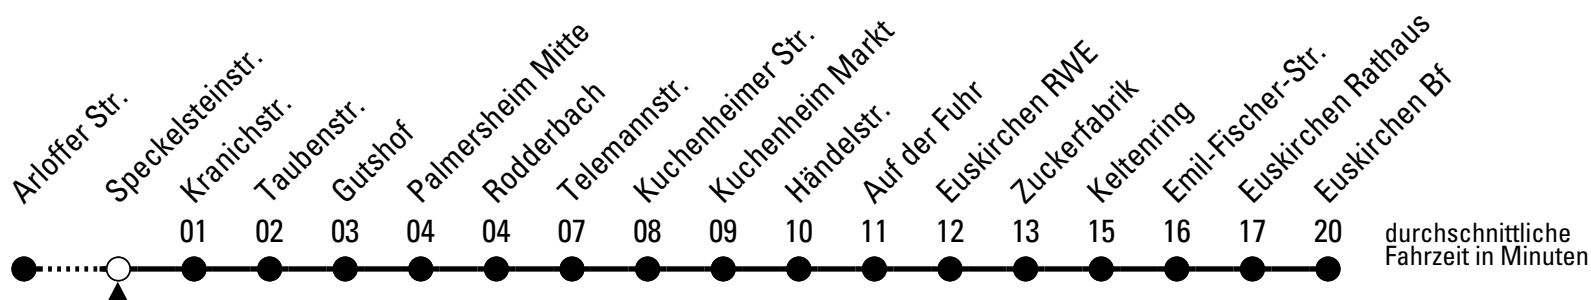 Arloffer Str.
Speckelsteinstr.
Kranichstr.
Taubenstr.
Gutshof
Palmersheim Mitte
Rodderbach
Telemannstr.
Kuchenheimer Str.
Kuchenheim Markt
Händelstr.
Auf der Fuhr
Euskirchen RWE
Zuckerfabrik
Keltenring
Emil-Fischer-Str.
Euskirchen Rathaus
Euskirchen Bf
01 02 03 04 04 07 08 09 10 11 12 13 15 16 17 20
durchschnittliche
Fahrzeit in Minuten